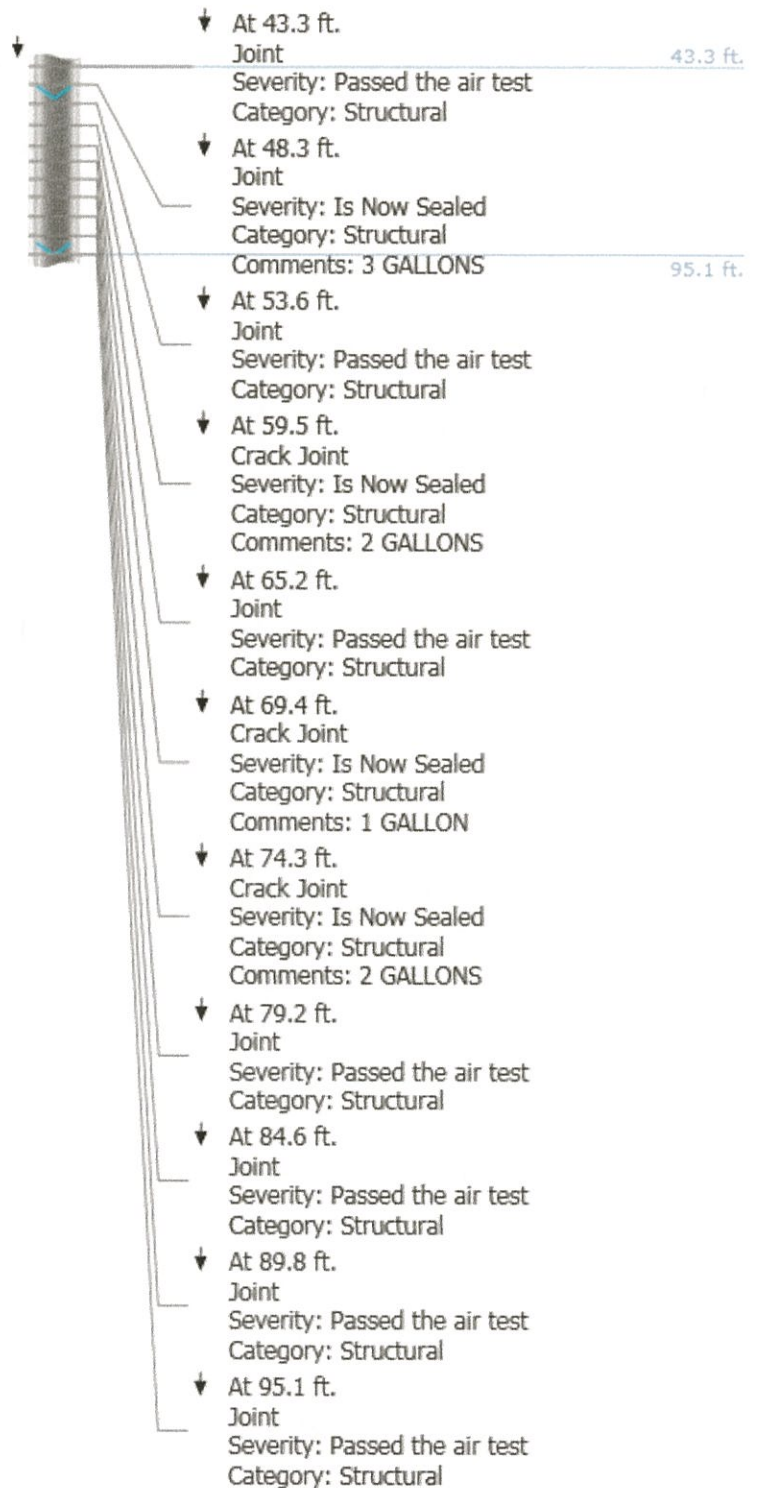 At 43.3 ft.
Joint
43.3 ft.
Severity: Passed the air test
Category: Structural
At 48.3 ft.
Joint
Severity: Is Now Sealed
Category: Structural
Comments: 3 GALLONS
95.1 ft.
At 53.6 ft.
Joint
Severity: Passed the air test
Category: Structural
At 59.5 ft.
Crack Joint
Severity: Is Now Sealed
Category: Structural
Comments: 2 GALLONS
At 65.2 ft.
Joint
Severity: Passed the air test
Category: Structural
At 69.4 ft.
Crack Joint
Severity: Is Now Sealed
Category: Structural
Comments: 1 GALLON
At 74.3 ft.
Crack Joint
Severity: Is Now Sealed
Category: Structural
Comments: 2 GALLONS
At 79.2 ft.
Joint
Severity: Passed the air test
Category: Structural
At 84.6 ft.
Joint
Severity: Passed the air test
Category: Structural
At 89.8 ft.
Joint
Severity: Passed the air test
Category: Structural
At 95.1 ft.
Joint
Severity: Passed the air test
Category: Structural